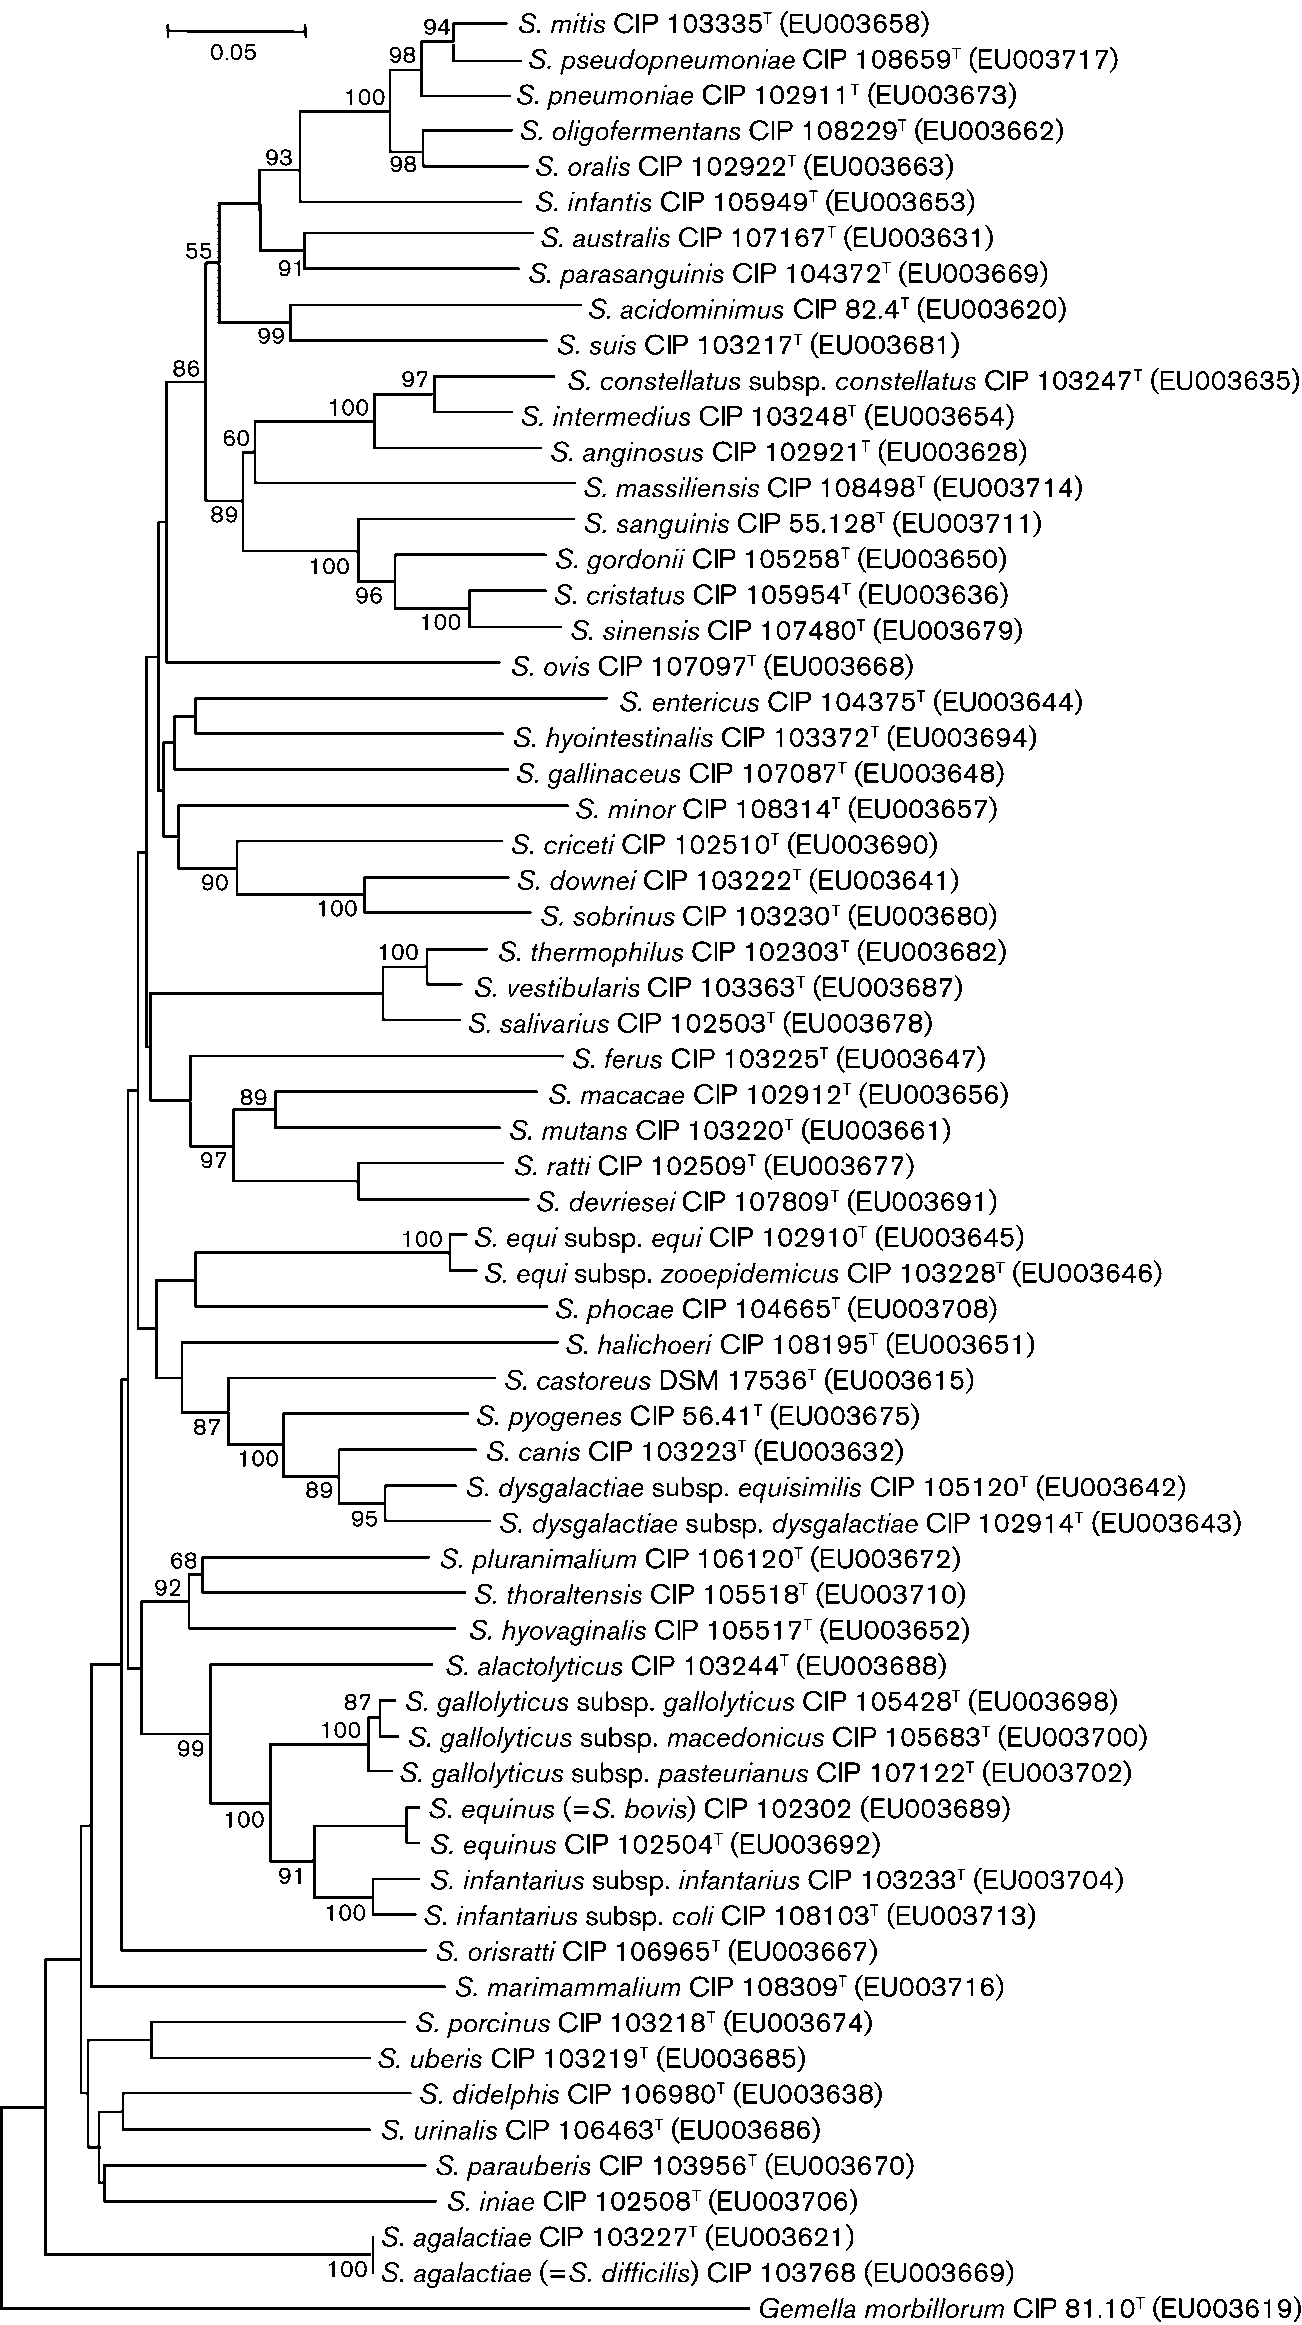 94 S. mitis CIP 103335ᵀ (EU003658)
0.05
98 S. pseudopneumoniae CIP 108659ᵀ (EU003717)
100 S. pneumoniae CIP 102911ᵀ (EU003673)
S. oligofermentans CIP 108229ᵀ (EU003662)
93 98 S. oralis CIP 102922ᵀ (EU003663)
S. infantis CIP 105949ᵀ (EU003653)
55 S. australis CIP 107167ᵀ (EU003631)
91 S. parasanguinis CIP 104372ᵀ (EU003669)
S. acidominimus CIP 82.4ᵀ (EU003620)
99 S. suis CIP 103217ᵀ (EU003681)
86 97 S. constellatus subsp. constellatus CIP 103247ᵀ (EU003635)
100 S. intermedius CIP 103248ᵀ (EU003654)
60 S. anginosus CIP 102921ᵀ (EU003628)
S. massiliensis CIP 108498ᵀ (EU003714)
89 S. sanguinis CIP 55.128ᵀ (EU003711)
100 S. gordonii CIP 105258ᵀ (EU003650)
96 S. cristatus CIP 105954ᵀ (EU003636)
100 S. sinensis CIP 107480ᵀ (EU003679)
S. ovis CIP 107097ᵀ (EU003668)
S. entericus CIP 104375ᵀ (EU003644)
S. hyointestinalis CIP 103372ᵀ (EU003694)
S. gallinaceus CIP 107087ᵀ (EU003648)
S. minor CIP 108314ᵀ (EU003657)
S. criceti CIP 102510ᵀ (EU003690)
90 S. downei CIP 103222ᵀ (EU003641)
100 S. sobrinus CIP 103230ᵀ (EU003680)
100 S. thermophilus CIP 102303ᵀ (EU003682)
S. vestibularis CIP 103363ᵀ (EU003687)
S. salivarius CIP 102503ᵀ (EU003678)
S. ferus CIP 103225ᵀ (EU003647)
89 S. macacae CIP 102912ᵀ (EU003656)
S. mutans CIP 103220ᵀ (EU003661)
97 S. ratti CIP 102509ᵀ (EU003677)
S. devriesei CIP 107809ᵀ (EU003691)
100 S. equi subsp. equi CIP 102910ᵀ (EU003645)
S. equi subsp. zooepidemicus CIP 103228ᵀ (EU003646)
S. phocae CIP 104665ᵀ (EU003708)
S. halichoeri CIP 108195ᵀ (EU003651)
S. castoreus DSM 17536ᵀ (EU003615)
87 S. pyogenes CIP 56.41ᵀ (EU003675)
100 S. canis CIP 103223ᵀ (EU003632)
89 S. dysgalactiae subsp. equisimilis CIP 105120ᵀ (EU003642)
95 S. dysgalactiae subsp. dysgalactiae CIP 102914ᵀ (EU003643)
68 S. pluranimalium CIP 106120ᵀ (EU003672)
92 S. thoraltensis CIP 105518ᵀ (EU003710)
S. hyovaginalis CIP 105517ᵀ (EU003652)
S. alactolyticus CIP 103244ᵀ (EU003688)
87 S. gallolyticus subsp. gallolyticus CIP 105428ᵀ (EU003698)
99 100 S. gallolyticus subsp. macedonicus CIP 105683ᵀ (EU003700)
S. gallolyticus subsp. pasteurianus CIP 107122ᵀ (EU003702)
100 S. equinus (=S. bovis) CIP 102302 (EU003689)
S. equinus CIP 102504ᵀ (EU003692)
91 S. infantarius subsp. infantarius CIP 103233ᵀ (EU003704)
100 S. infantarius subsp. coli CIP 108103ᵀ (EU003713)
S. orisratti CIP 106965ᵀ (EU003667)
S. marimammalium CIP 108309ᵀ (EU003716)
S. porcinus CIP 103218ᵀ (EU003674)
S. uberis CIP 103219ᵀ (EU003685)
S. didelphis CIP 106980ᵀ (EU003638)
S. urinalis CIP 106463ᵀ (EU003686)
S. parauberis CIP 103956ᵀ (EU003670)
S. iniae CIP 102508ᵀ (EU003706)
S. agalactiae CIP 103227ᵀ (EU003621)
100 S. agalactiae (=S. difficilis) CIP 103768 (EU003669)
Gemella morbillorum CIP 81.10ᵀ (EU003619)